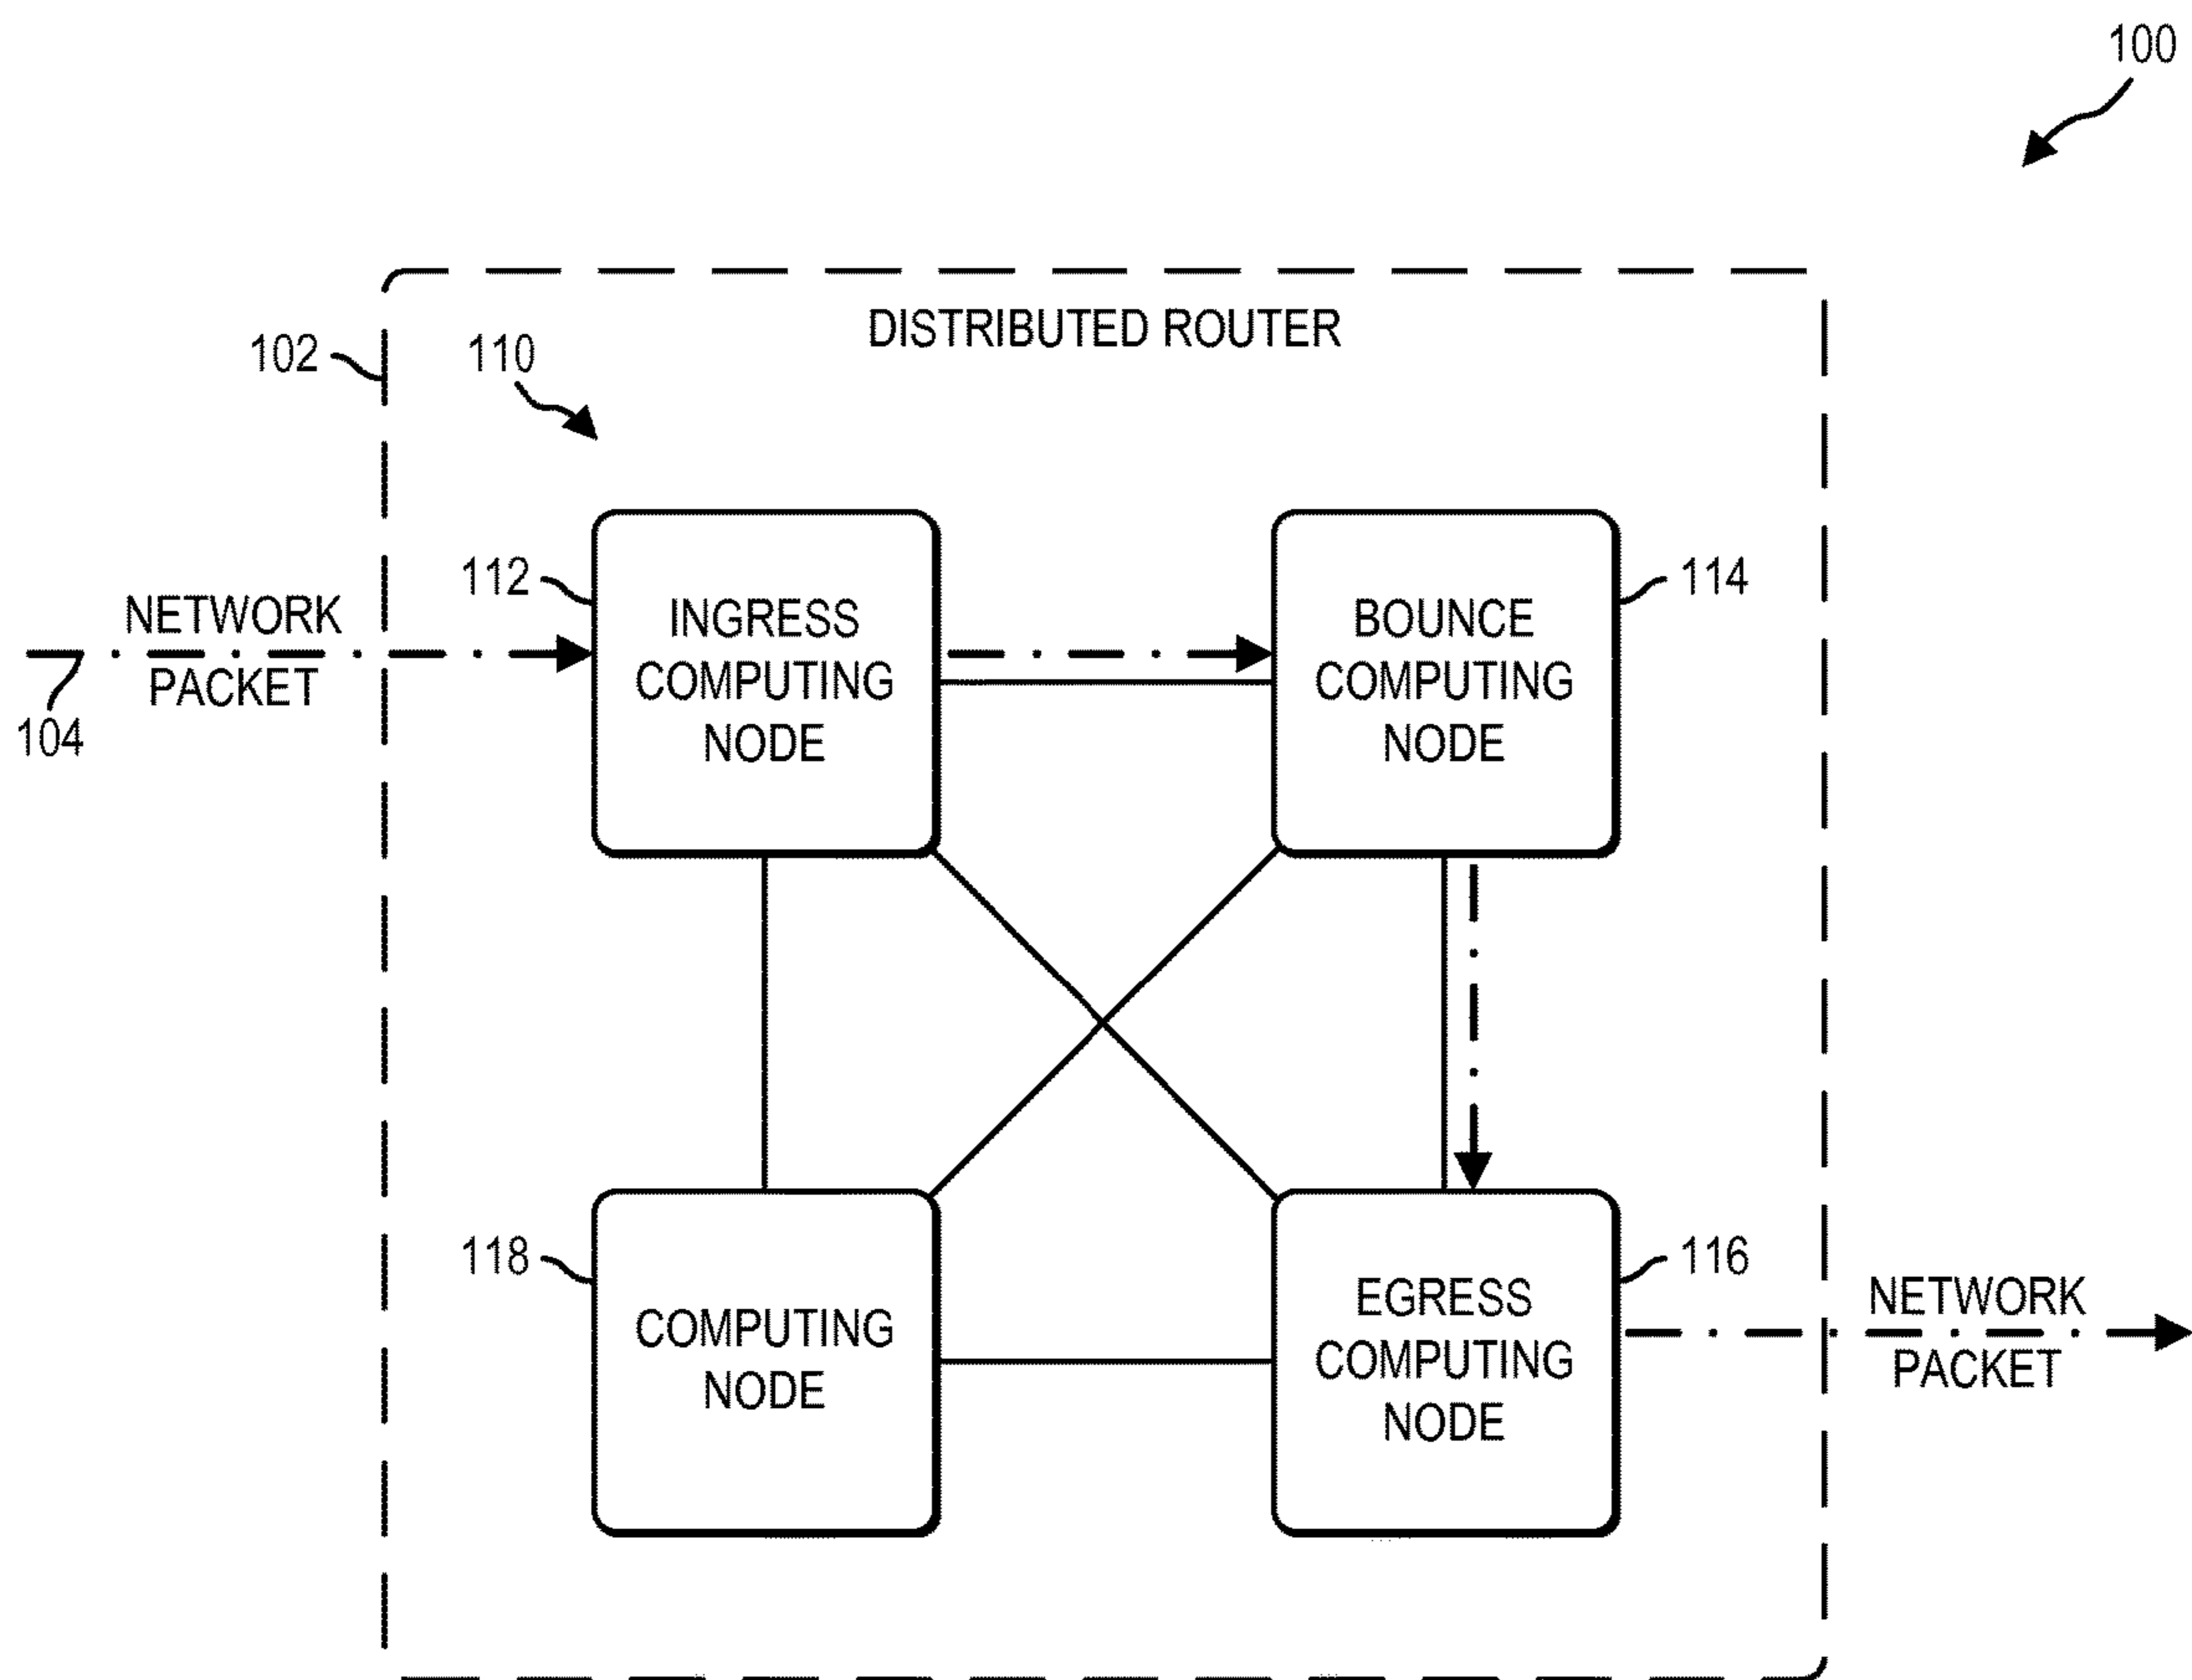 100
DISTRIBUTED ROUTER
102
110
112
114
NETWORK
PACKET
104
INGRESS
COMPUTING
NODE
BOUNCE
COMPUTING
NODE
118
116
COMPUTING
NODE
EGRESS
COMPUTING
NODE
NETWORK
PACKET